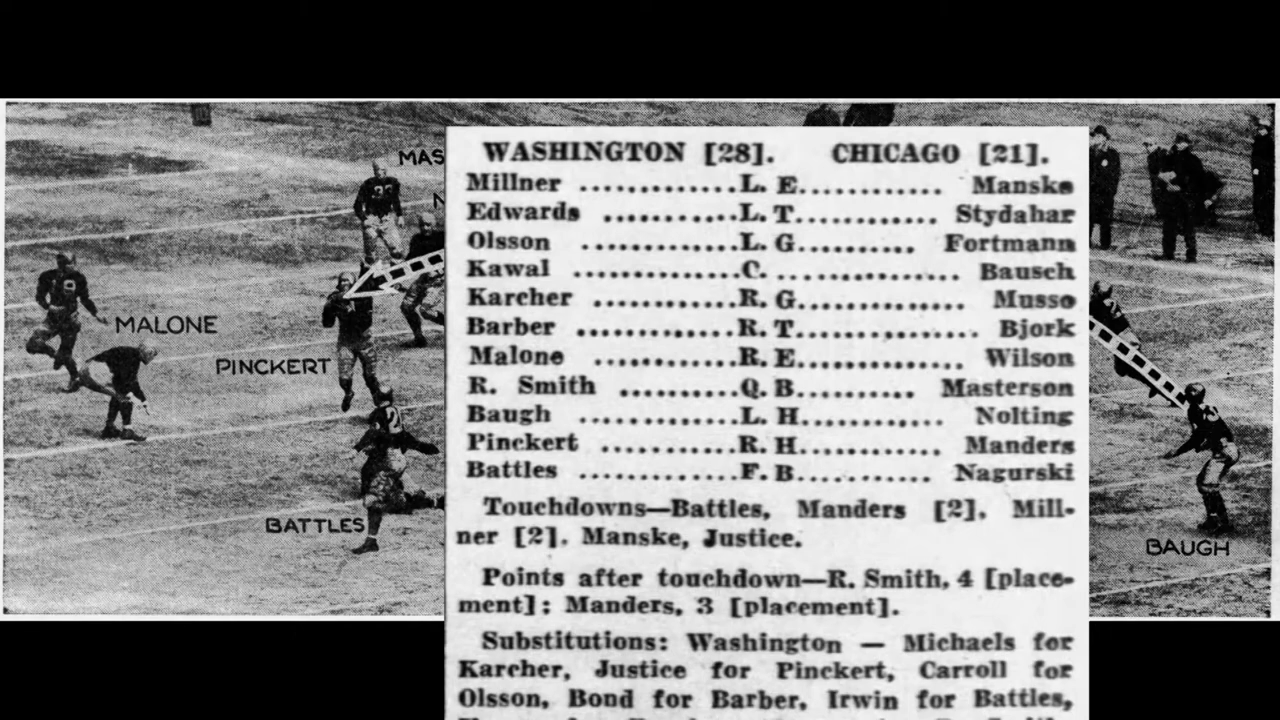 WASHINGTON [28]. CHICAGO [21].
Millner ............L. E............ Manske
Edwards ..........L. T............ Stydahar
Olsson ............L. G.......... Fortmann
Kawal ............C. .............. Bausch
Karcher ..........R. G............. Musso
Barber ............R. T.............. Bjork
Malone ..........R. E............. Wilson
R. Smith .........Q. B.......... Masterson
Baugh ............L. H............ Nolting
Pinckert ..........R. H.......... Manders
Battles ............F. B.......... Nagurski
Touchdowns—Battles, Manders [2], Mill-
ner [2], Manske, Justice.
Points after touchdown—R. Smith, 4 [place-
ment]; Manders, 3 [placement].
Substitutions: Washington — Michaels for
Karcher, Justice for Pinckert, Carroll for
Olsson, Bond for Barber, Irwin for Battles,
MAS
MALONE
PINCKERT
BATTLES
BAUGH